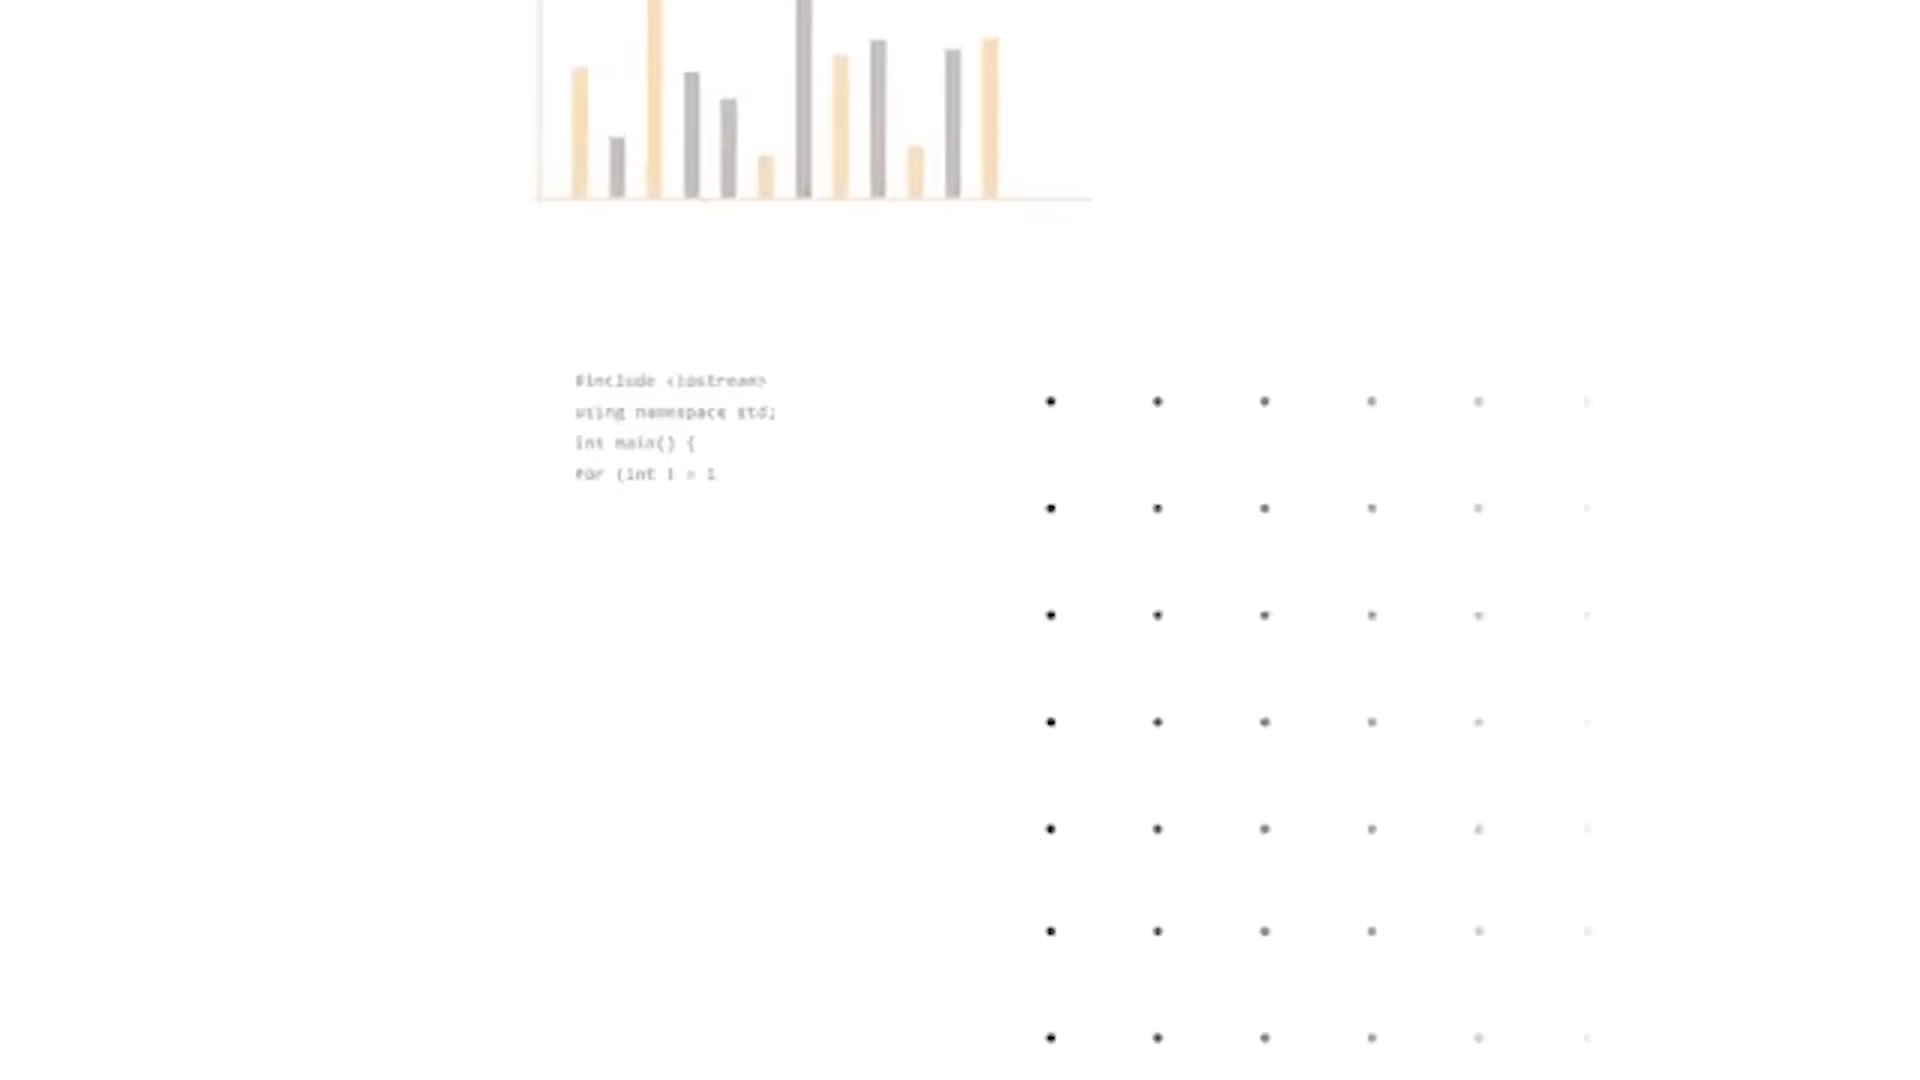 #include <iostream>
using namespace std;
int main() {
for (int i = 1